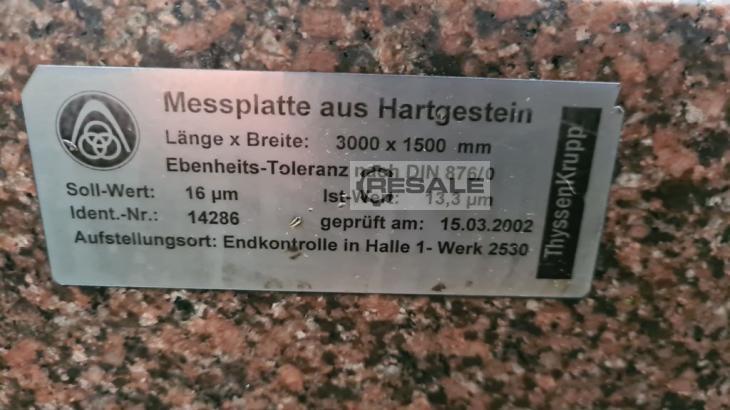 Messplatte aus Hartgestein
Länge x Breite: 3000 x 1500 mm
Ebenheits-Toleranz nach DIN 876/0
Soll-Wert: 16 µm Ist-Wert: 13,3 µm
Ident.-Nr.: 14286 geprüft am: 15.03.2002
Aufstellungsort: Endkontrolle in Halle 1- Werk 2530
ThyssenKrupp
RESALE